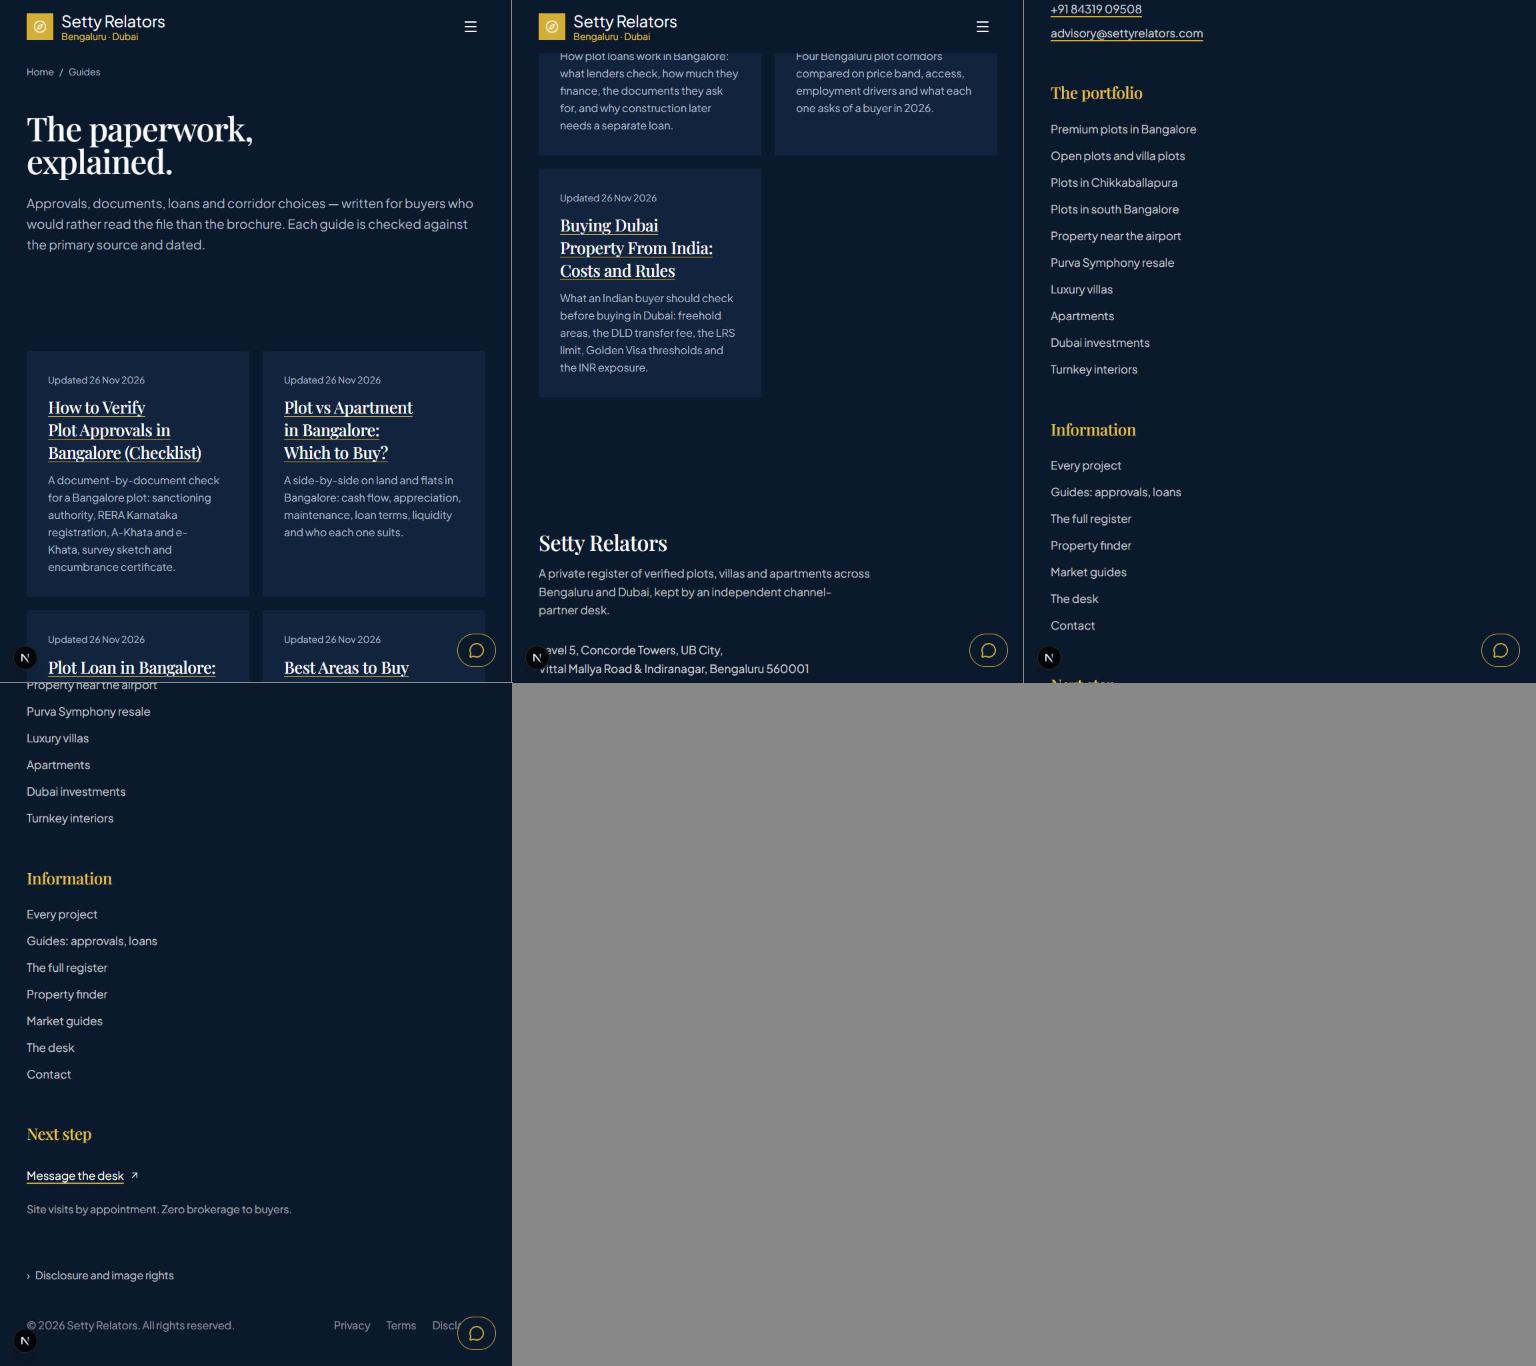 Setty Relators
Bengaluru · Dubai
Home / Guides
The paperwork,
explained.
Approvals, documents, loans and corridor choices — written for buyers who
would rather read the file than the brochure. Each guide is checked against
the primary source and dated.
Updated 26 Nov 2026
How to Verify
Plot Approvals in
Bangalore (Checklist)
A document-by-document check
for a Bangalore plot: sanctioning
authority, RERA Karnataka
registration, A-Khata and e-
Khata, survey sketch and
encumbrance certificate.
Updated 26 Nov 2026
Plot vs Apartment
in Bangalore:
Which to Buy?
A side-by-side on land and flats in
Bangalore: cash flow, appreciation,
maintenance, loan terms, liquidity
and who each one suits.
Updated 26 Nov 2026
Plot Loan in Bangalore:
Updated 26 Nov 2026
Best Areas to Buy
N
Setty Relators
Bengaluru · Dubai
How plot loans work in Bangalore:
what lenders check, how much they
finance, the documents they ask
for, and why construction later
needs a separate loan.
Four Bengaluru plot corridors
compared on price band, access,
employment drivers and what each
one asks of a buyer in 2026.
Updated 26 Nov 2026
Buying Dubai
Property From India:
Costs and Rules
What an Indian buyer should check
before buying in Dubai: freehold
areas, the DLD transfer fee, the LRS
limit, Golden Visa thresholds and
the INR exposure.
Setty Relators
A private register of verified plots, villas and apartments across
Bengaluru and Dubai, kept by an independent channel-
partner desk.
5, Concorde Towers, UB City,
Vittal Mallya Road & Indiranagar, Bengaluru 560001
N
+91 84319 09508
advisory@settyrelators.com
The portfolio
Premium plots in Bangalore
Open plots and villa plots
Plots in Chikkaballapura
Plots in south Bangalore
Property near the airport
Purva Symphony resale
Luxury villas
Apartments
Dubai investments
Turnkey interiors
Information
Every project
Guides: approvals, loans
The full register
Property finder
Market guides
The desk
Contact
N
Property near the airport
Purva Symphony resale
Luxury villas
Apartments
Dubai investments
Turnkey interiors
Information
Every project
Guides: approvals, loans
The full register
Property finder
Market guides
The desk
Contact
Next step
Message the desk ↗
Site visits by appointment. Zero brokerage to buyers.
› Disclosure and image rights
© 2026 Setty Relators. All rights reserved.
Privacy Terms
N